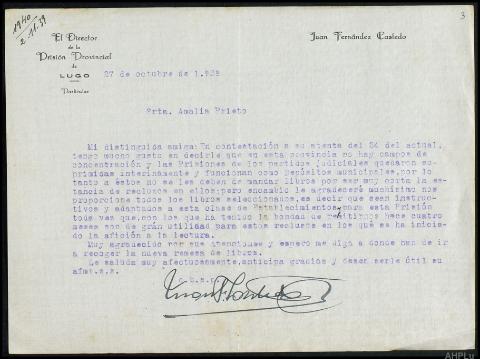 1940
2-11-39
3
El Director
de la
Prisión Provincial
de
LUGO
Particular
Juan Fernández Castedo
27 de octubre de 1.939
Srta. Amalia Prieto
Mi distinguida amiga: En contestación a su atenta del 24 del actual,
tengo mucho gusto en decirle que en esta provincia no hay campos de
concentración y las Prisiones de los partidos judiciales quedaron su-
primidas interinamente y funcionan como Depósitos municipales, por lo
tanto a éstos no se les deben de mandar libros por ser muy corta la es-
tancia de reclusos en ellos; pero encambio le agradeceré muchísimo nos
proporcione todos los libros seleccionados, es decir que sean instruc-
tivos y adaptados a esta clase de Establecimientos, para esta Prisión
toda vez que, con los que ha tenido la bondad de remitirnos hace cuatro
meses son de grán utilidad para estos reclusos en los que se ha inicia-
do la afición a la lectura.
Muy agradecido por sus atenciones y espero me diga a donde han de ir
a recoger la nueva remesa de libros.
Le saluda muy afectuosamente, anticipa gracias y desea serle útil su
afmt.s.s.
q.b.s.p.
AHPLu